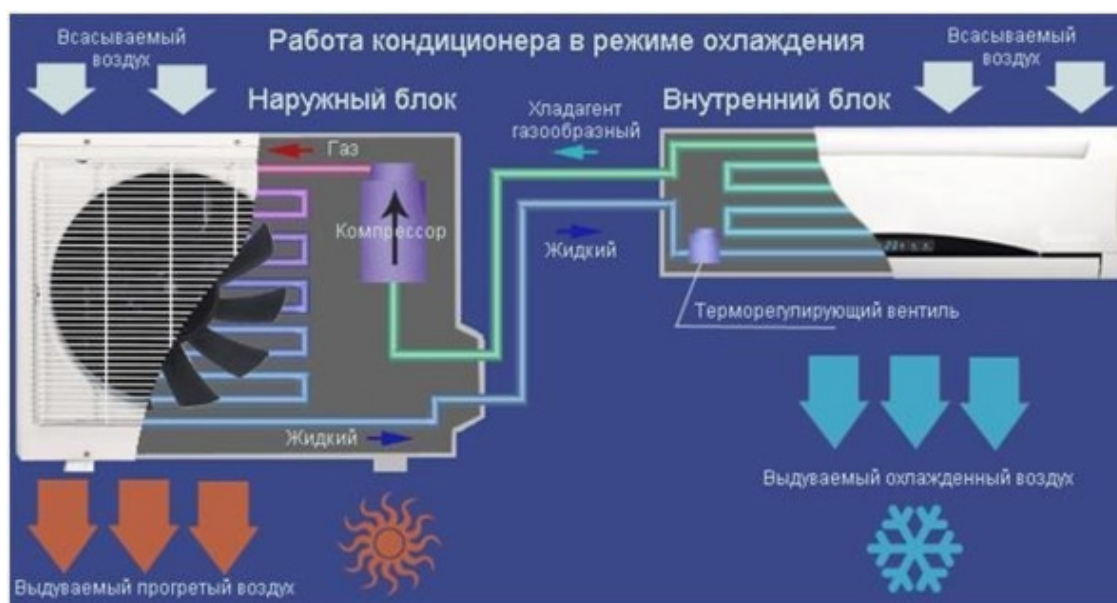 Всасываемый
воздух
Работа кондиционера в режиме охлаждения
Всасываемый
воздух
Наружный блок
Хладагент
газообразный
Внутренний блок
Газ
Компрессор
Жидкий
Терморегулирующий вентиль
Жидкий
Выдуваемый охлажденный воздух
Выдуваемый прогретый воздух